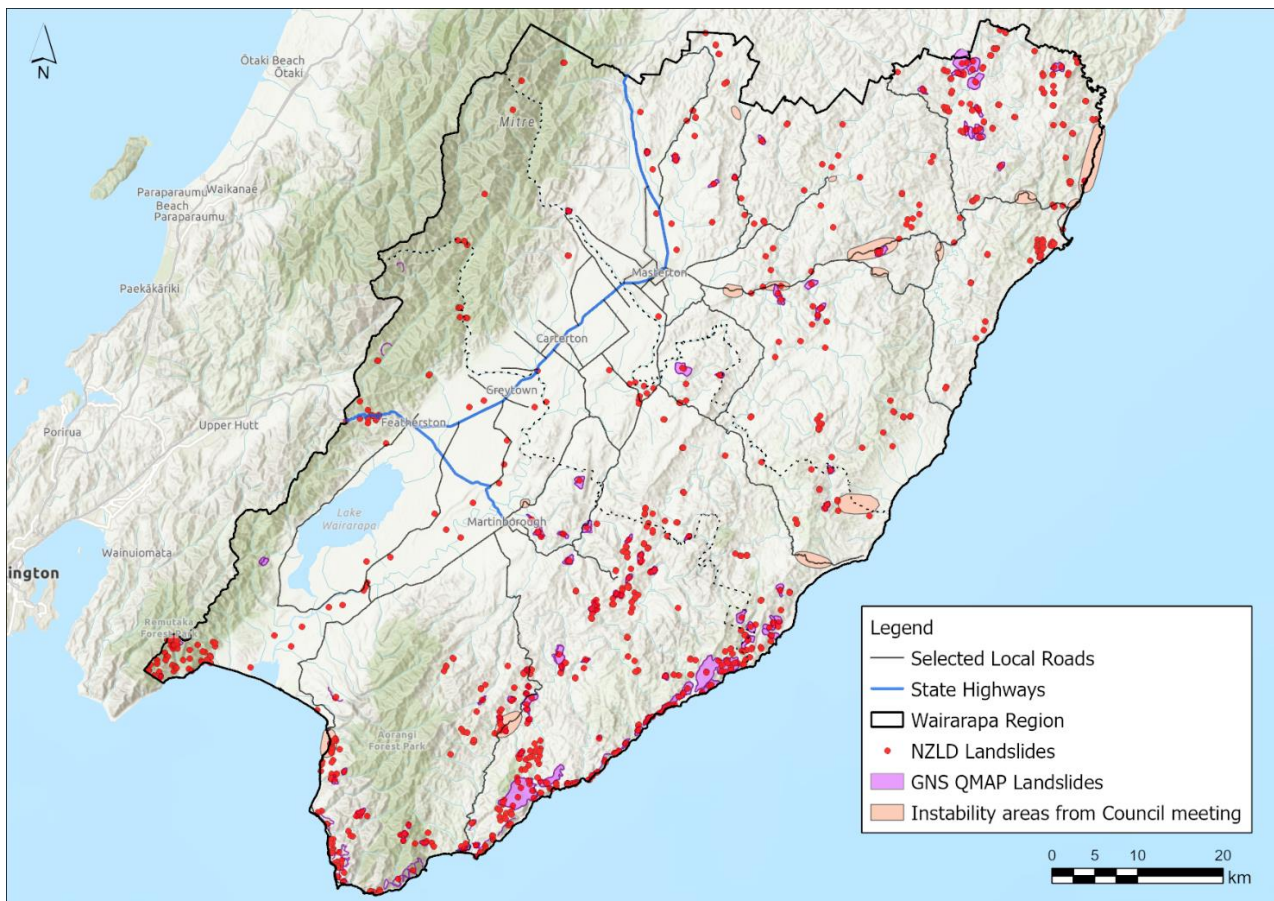 N
Ōtaki Beach
Ōtaki
Mitre
Paraparaumu
Beach
Paraparaumu
Waikanae
Paekākāriki
Masterton
Carterton
Greytown
Featherston
Porirua
Upper Hutt
Lake
Wairarapa
Martinborough
Wainuiomata
ington
Remutaka
Forest Park
Aorangi
Forest Park
Legend
Selected Local Roads
State Highways
Wairarapa Region
NZLD Landslides
GNS QMAP Landslides
Instability areas from Council meeting
0 5 10 20
km